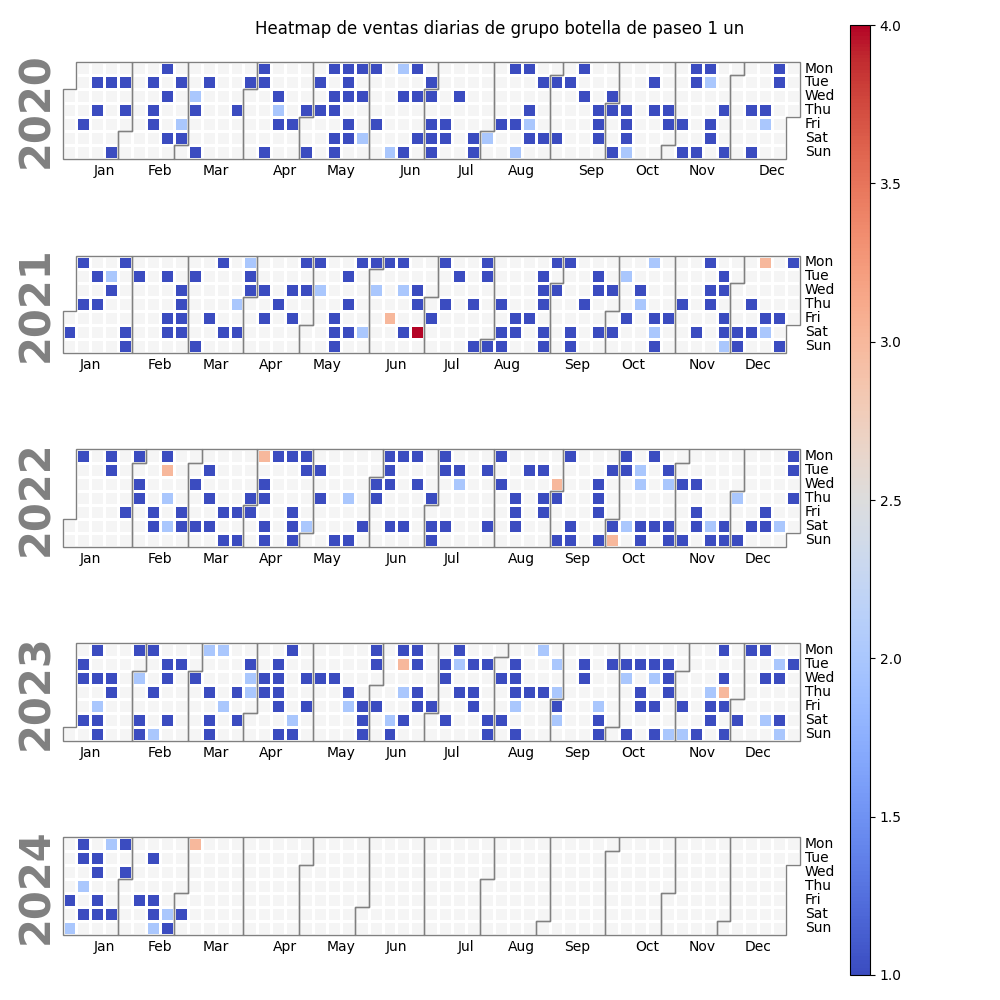 Heatmap de ventas diarias de grupo botella de paseo 1 un
4.0
3.5
3.0
2.5
2.0
1.5
1.0
2020
Mon
Tue
Wed
Thu
Fri
Sat
Sun
Jan Feb Mar Apr May Jun Jul Aug Sep Oct Nov Dec
2021
Mon
Tue
Wed
Thu
Fri
Sat
Sun
Jan Feb Mar Apr May Jun Jul Aug Sep Oct Nov Dec
2022
Mon
Tue
Wed
Thu
Fri
Sat
Sun
Jan Feb Mar Apr May Jun Jul Aug Sep Oct Nov Dec
2023
Mon
Tue
Wed
Thu
Fri
Sat
Sun
Jan Feb Mar Apr May Jun Jul Aug Sep Oct Nov Dec
2024
Mon
Tue
Wed
Thu
Fri
Sat
Sun
Jan Feb Mar Apr May Jun Jul Aug Sep Oct Nov Dec